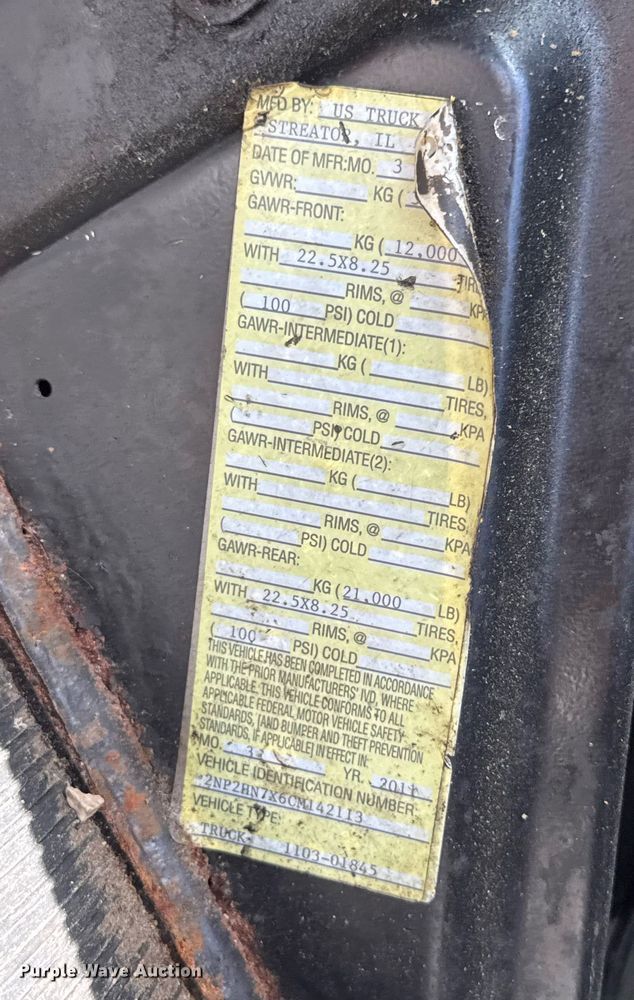 MFD BY: US TRUCK
STREATOR, IL
DATE OF MFR:MO. 3
GVWR: KG (
GAWR-FRONT:
KG ( 12,000
WITH 22.5X8.25
RIMS, @ KPA
( 100 PSI) COLD
GAWR-INTERMEDIATE(1):
KG ( LB)
WITH TIRES,
RIMS, @ KPA
( PSI) COLD
GAWR-INTERMEDIATE(2):
KG ( LB)
WITH TIRES,
RIMS, @ KPA
( PSI) COLD
GAWR-REAR:
KG ( 21,000 LB)
WITH 22.5X8.25 TIRES,
RIMS, @ KPA
( 100 PSI) COLD
THIS VEHICLE HAS BEEN COMPLETED IN ACCORDANCE
WITH THE PRIOR MANUFACTURERS' IVD, WHERE
APPLICABLE. THIS VEHICLE CONFORMS TO ALL
APPLICABLE FEDERAL MOTOR VEHICLE SAFETY
STANDARDS, [AND BUMPER AND THEFT PREVENTION
STANDARDS, IF APPLICABLE] IN EFFECT IN:
MO. 3 YR. 2011
VEHICLE IDENTIFICATION NUMBER
2NP2HN7X6CM142113
VEHICLE TYPE:
TRUCK 1103-01845
Purple Wave Auction